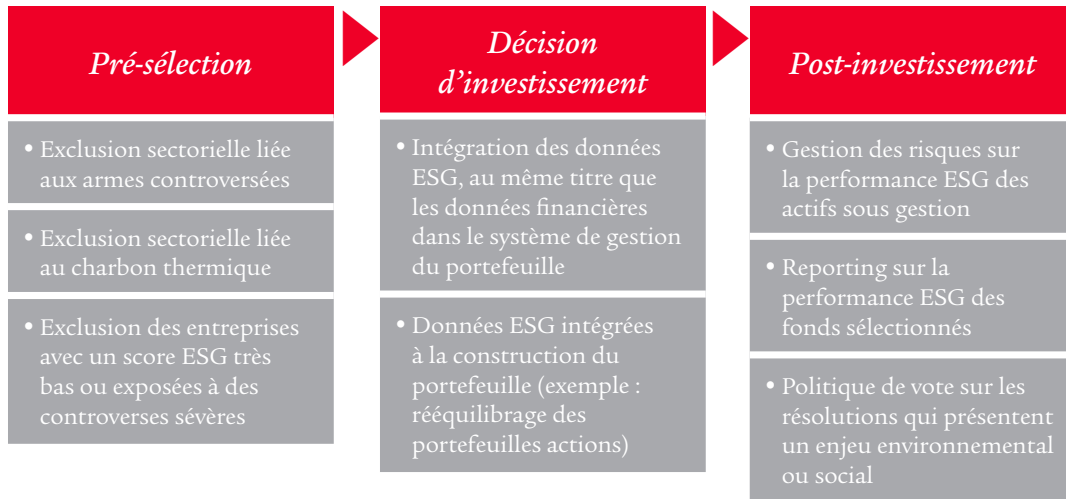 Pré-sélection
• Exclusion sectorielle liée
aux armes controversées
• Exclusion sectorielle liée
au charbon thermique
• Exclusion des entreprises
avec un score ESG très
bas ou exposées à des
controverses sévères
Décision
d’investissement
• Intégration des données
ESG, au même titre que
les données financières
dans le système de gestion
du portefeuille
• Données ESG intégrées
à la construction du
portefeuille (exemple :
rééquilibrage des
portefeuilles actions)
Post-investissement
• Gestion des risques sur
la performance ESG des
actifs sous gestion
• Reporting sur la
performance ESG des
fonds sélectionnés
• Politique de vote sur les
résolutions qui présentent
un enjeu environnemental
ou social